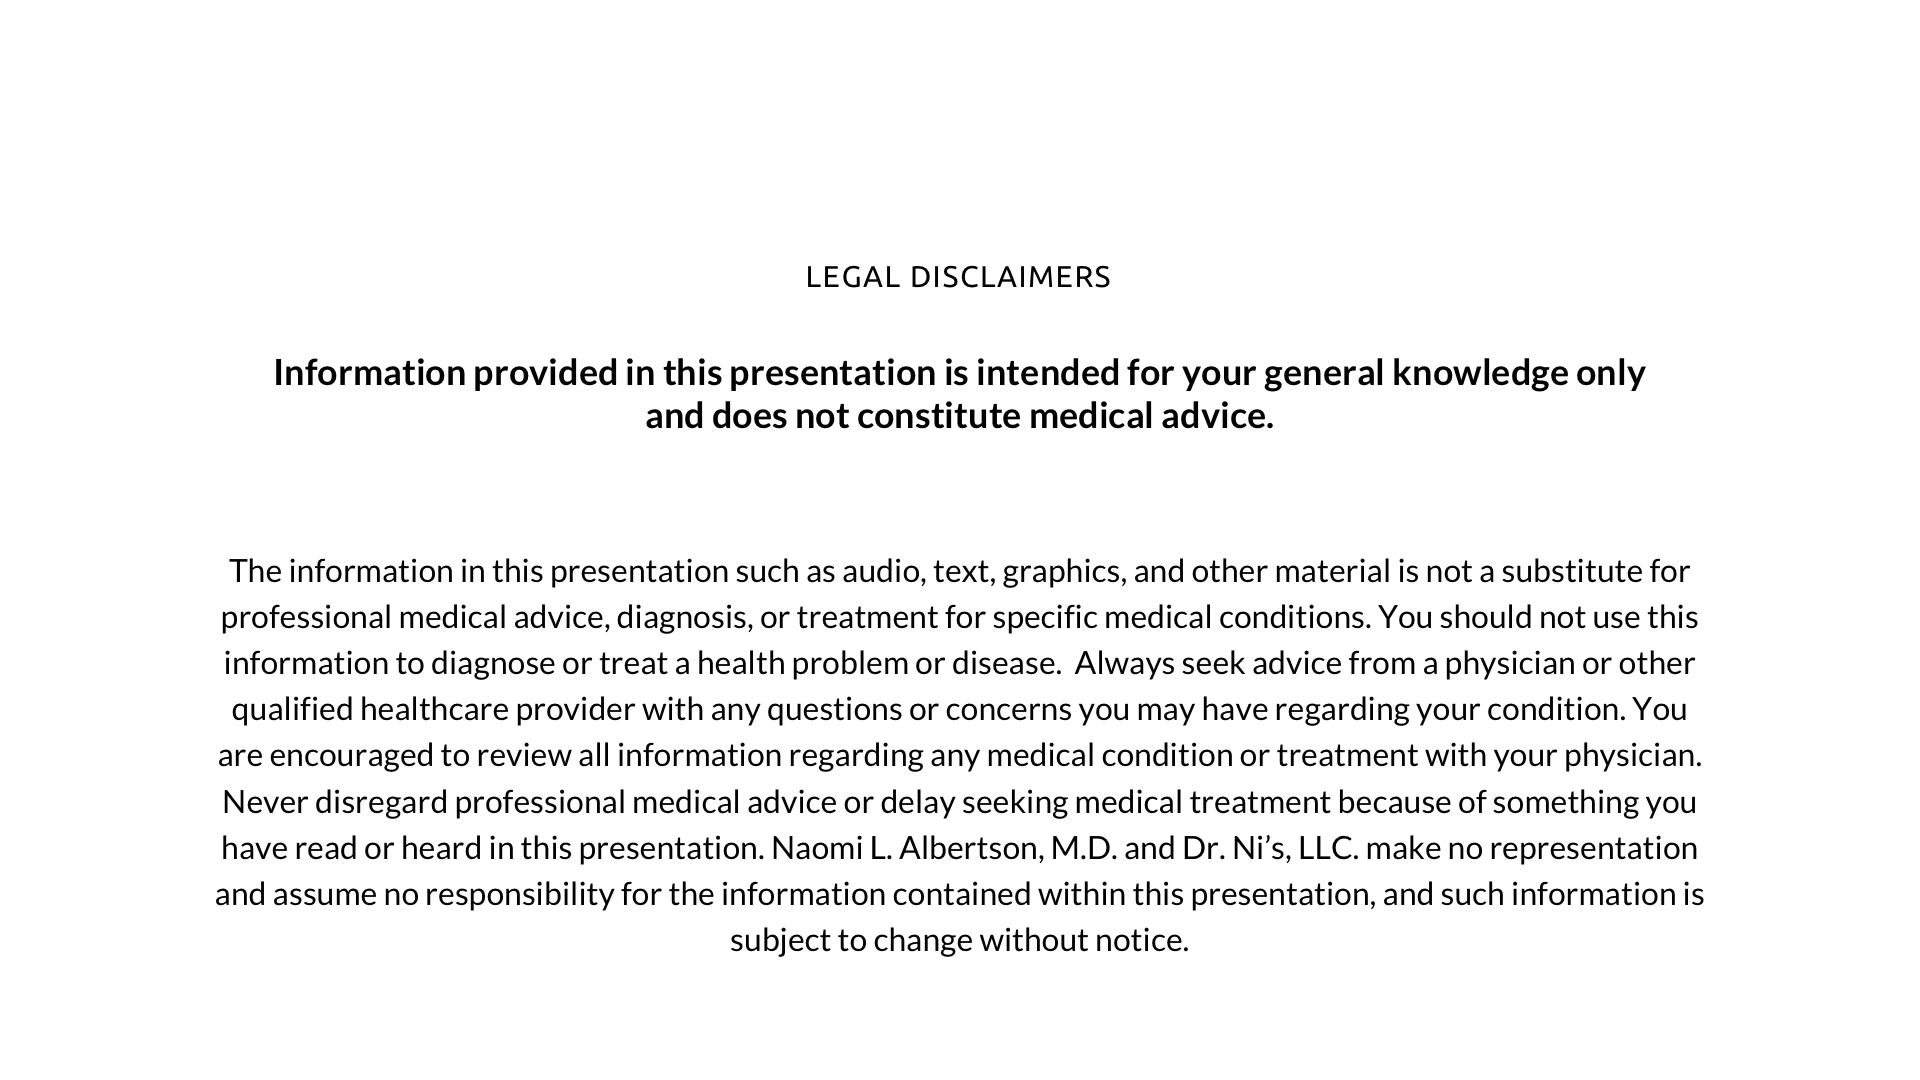 LEGAL DISCLAIMERS
Information provided in this presentation is intended for your general knowledge only
and does not constitute medical advice.
The information in this presentation such as audio, text, graphics, and other material is not a substitute for
professional medical advice, diagnosis, or treatment for specific medical conditions. You should not use this
information to diagnose or treat a health problem or disease.  Always seek advice from a physician or other
qualified healthcare provider with any questions or concerns you may have regarding your condition. You
are encouraged to review all information regarding any medical condition or treatment with your physician.
Never disregard professional medical advice or delay seeking medical treatment because of something you
have read or heard in this presentation. Naomi L. Albertson, M.D. and Dr. Ni’s, LLC. make no representation
and assume no responsibility for the information contained within this presentation, and such information is
subject to change without notice.